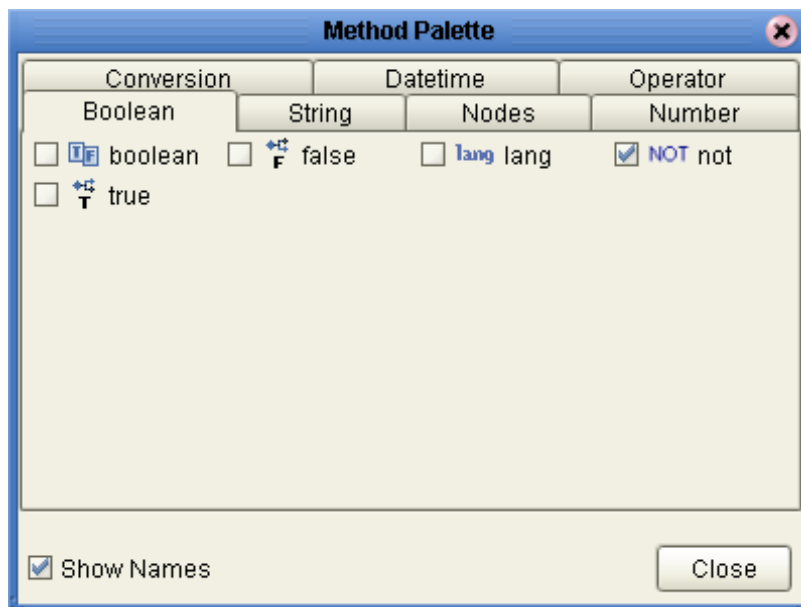 Method Palette
Conversion Datetime Operator
Boolean String Nodes Number
TF boolean F false lang lang NOT not
T true
Show Names Close